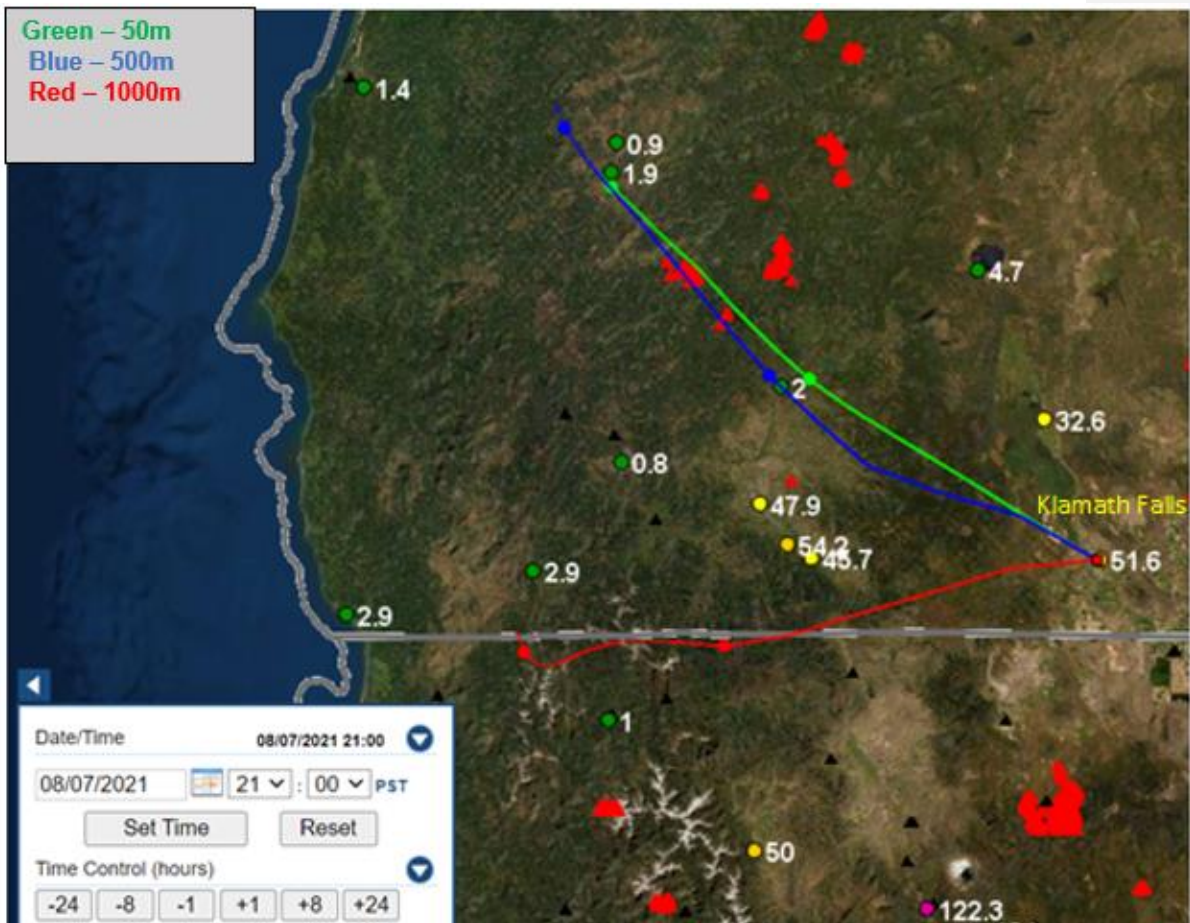 Green – 50m
Blue – 500m
Red – 1000m
1.4
0.9
1.9
4.7
2
32.6
0.8
47.9
Klamath Falls
54.2
45.7
51.6
2.9
2.9
1
50
122.3
Date/Time 08/07/2021 21:00
08/07/2021 21 : 00 PST
Set Time Reset
Time Control (hours)
-24 -8 -1 +1 +8 +24